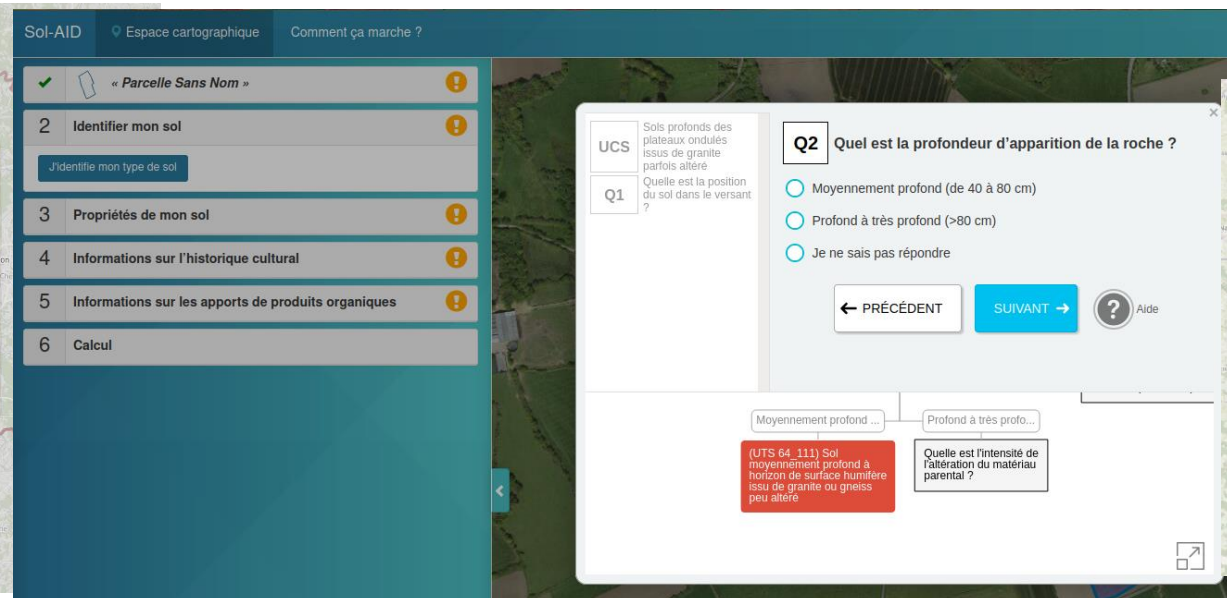 Sol-AID Espace cartographique Comment ça marche ?
« Parcelle Sans Nom »
2 Identifier mon sol
J'identifie mon type de sol
3 Propriétés de mon sol
4 Informations sur l'historique cultural
5 Informations sur les apports de produits organiques
6 Calcul
UCS
Sols profonds des
plateaux ondulés
issus de granite
parfois altéré
Q1
Quelle est la position
du sol dans le versant
?
Q2 Quel est la profondeur d'apparition de la roche ?
Moyennement profond (de 40 à 80 cm)
Profond à très profond (>80 cm)
Je ne sais pas répondre
PRÉCÉDENT
SUIVANT
? Aide
Moyennement profond ...
Profond à très profo...
(UTS 64_111) Sol
moyennement profond à
horizon de surface humifère
issu de granite ou gneiss
peu altéré
Quelle est l'intensité de
l'altération du matériau
parental ?